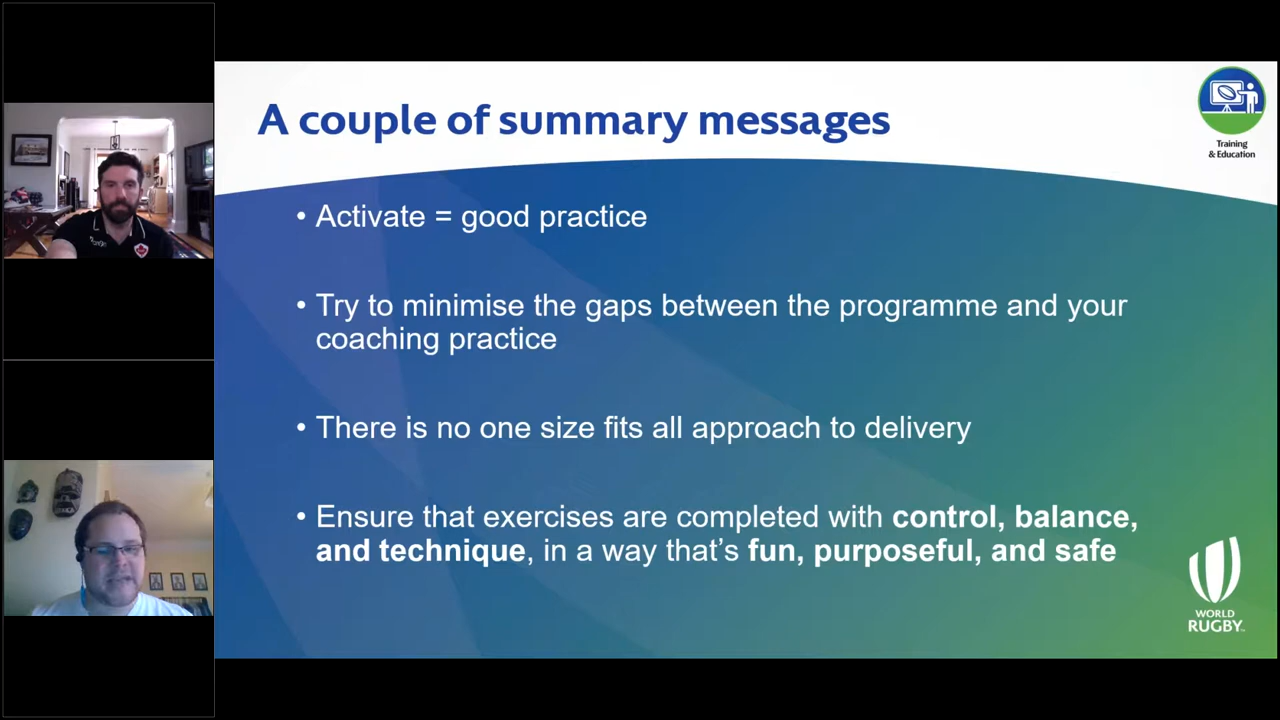 A couple of summary messages
Training
& Education
• Activate = good practice
• Try to minimise the gaps between the programme and your
coaching practice
• There is no one size fits all approach to delivery
• Ensure that exercises are completed with control, balance,
and technique, in a way that's fun, purposeful, and safe
WORLD
RUGBY